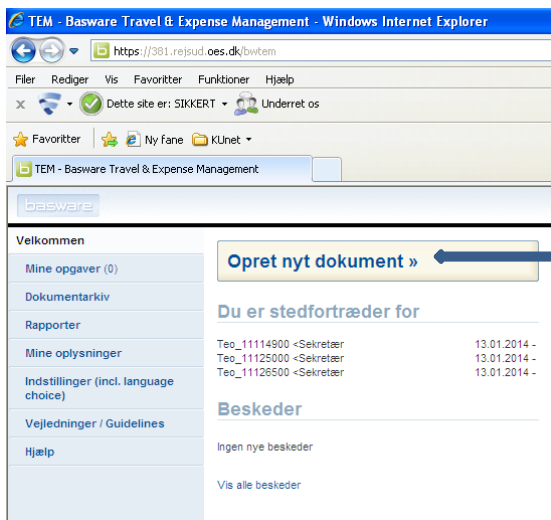 TEM - Basware Travel & Expense Management - Windows Internet Explorer
https://381.rejsud.oes.dk/bwtem
Filer Rediger Vis Favoritter Funktioner Hjælp
x Dette site er: SIKKERT Underret os
Favoritter Ny fane KUnet
TEM - Basware Travel & Expense Management
basware
Velkommen
Mine opgaver (0)
Dokumentarkiv
Rapporter
Mine oplysninger
Indstillinger (incl. language
choice)
Vejledninger / Guidelines
Hjælp
Opret nyt dokument »
Du er stedfortræder for
Teo_11114900 <Sekretær 13.01.2014 -
Teo_11125000 <Sekretær 13.01.2014 -
Teo_11126500 <Sekretær 13.01.2014 -
Beskeder
Ingen nye beskeder
Vis alle beskeder